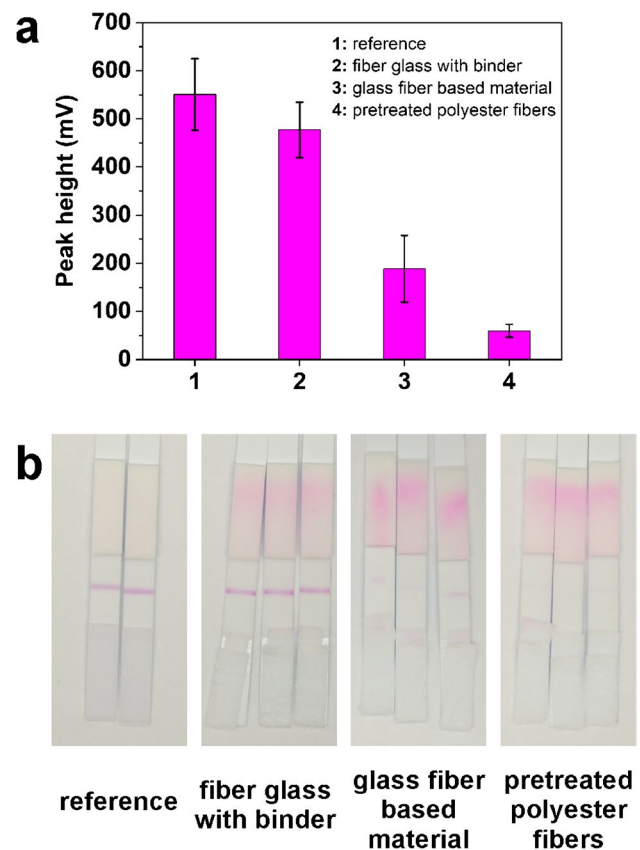 a
700
600
500
400
300
200
100
0
Peak height (mV)
1: reference
2: fiber glass with binder
3: glass fiber based material
4: pretreated polyester fibers
1 2 3 4
b
reference
fiber glass
with binder
glass fiber
based
material
pretreated
polyester
fibers